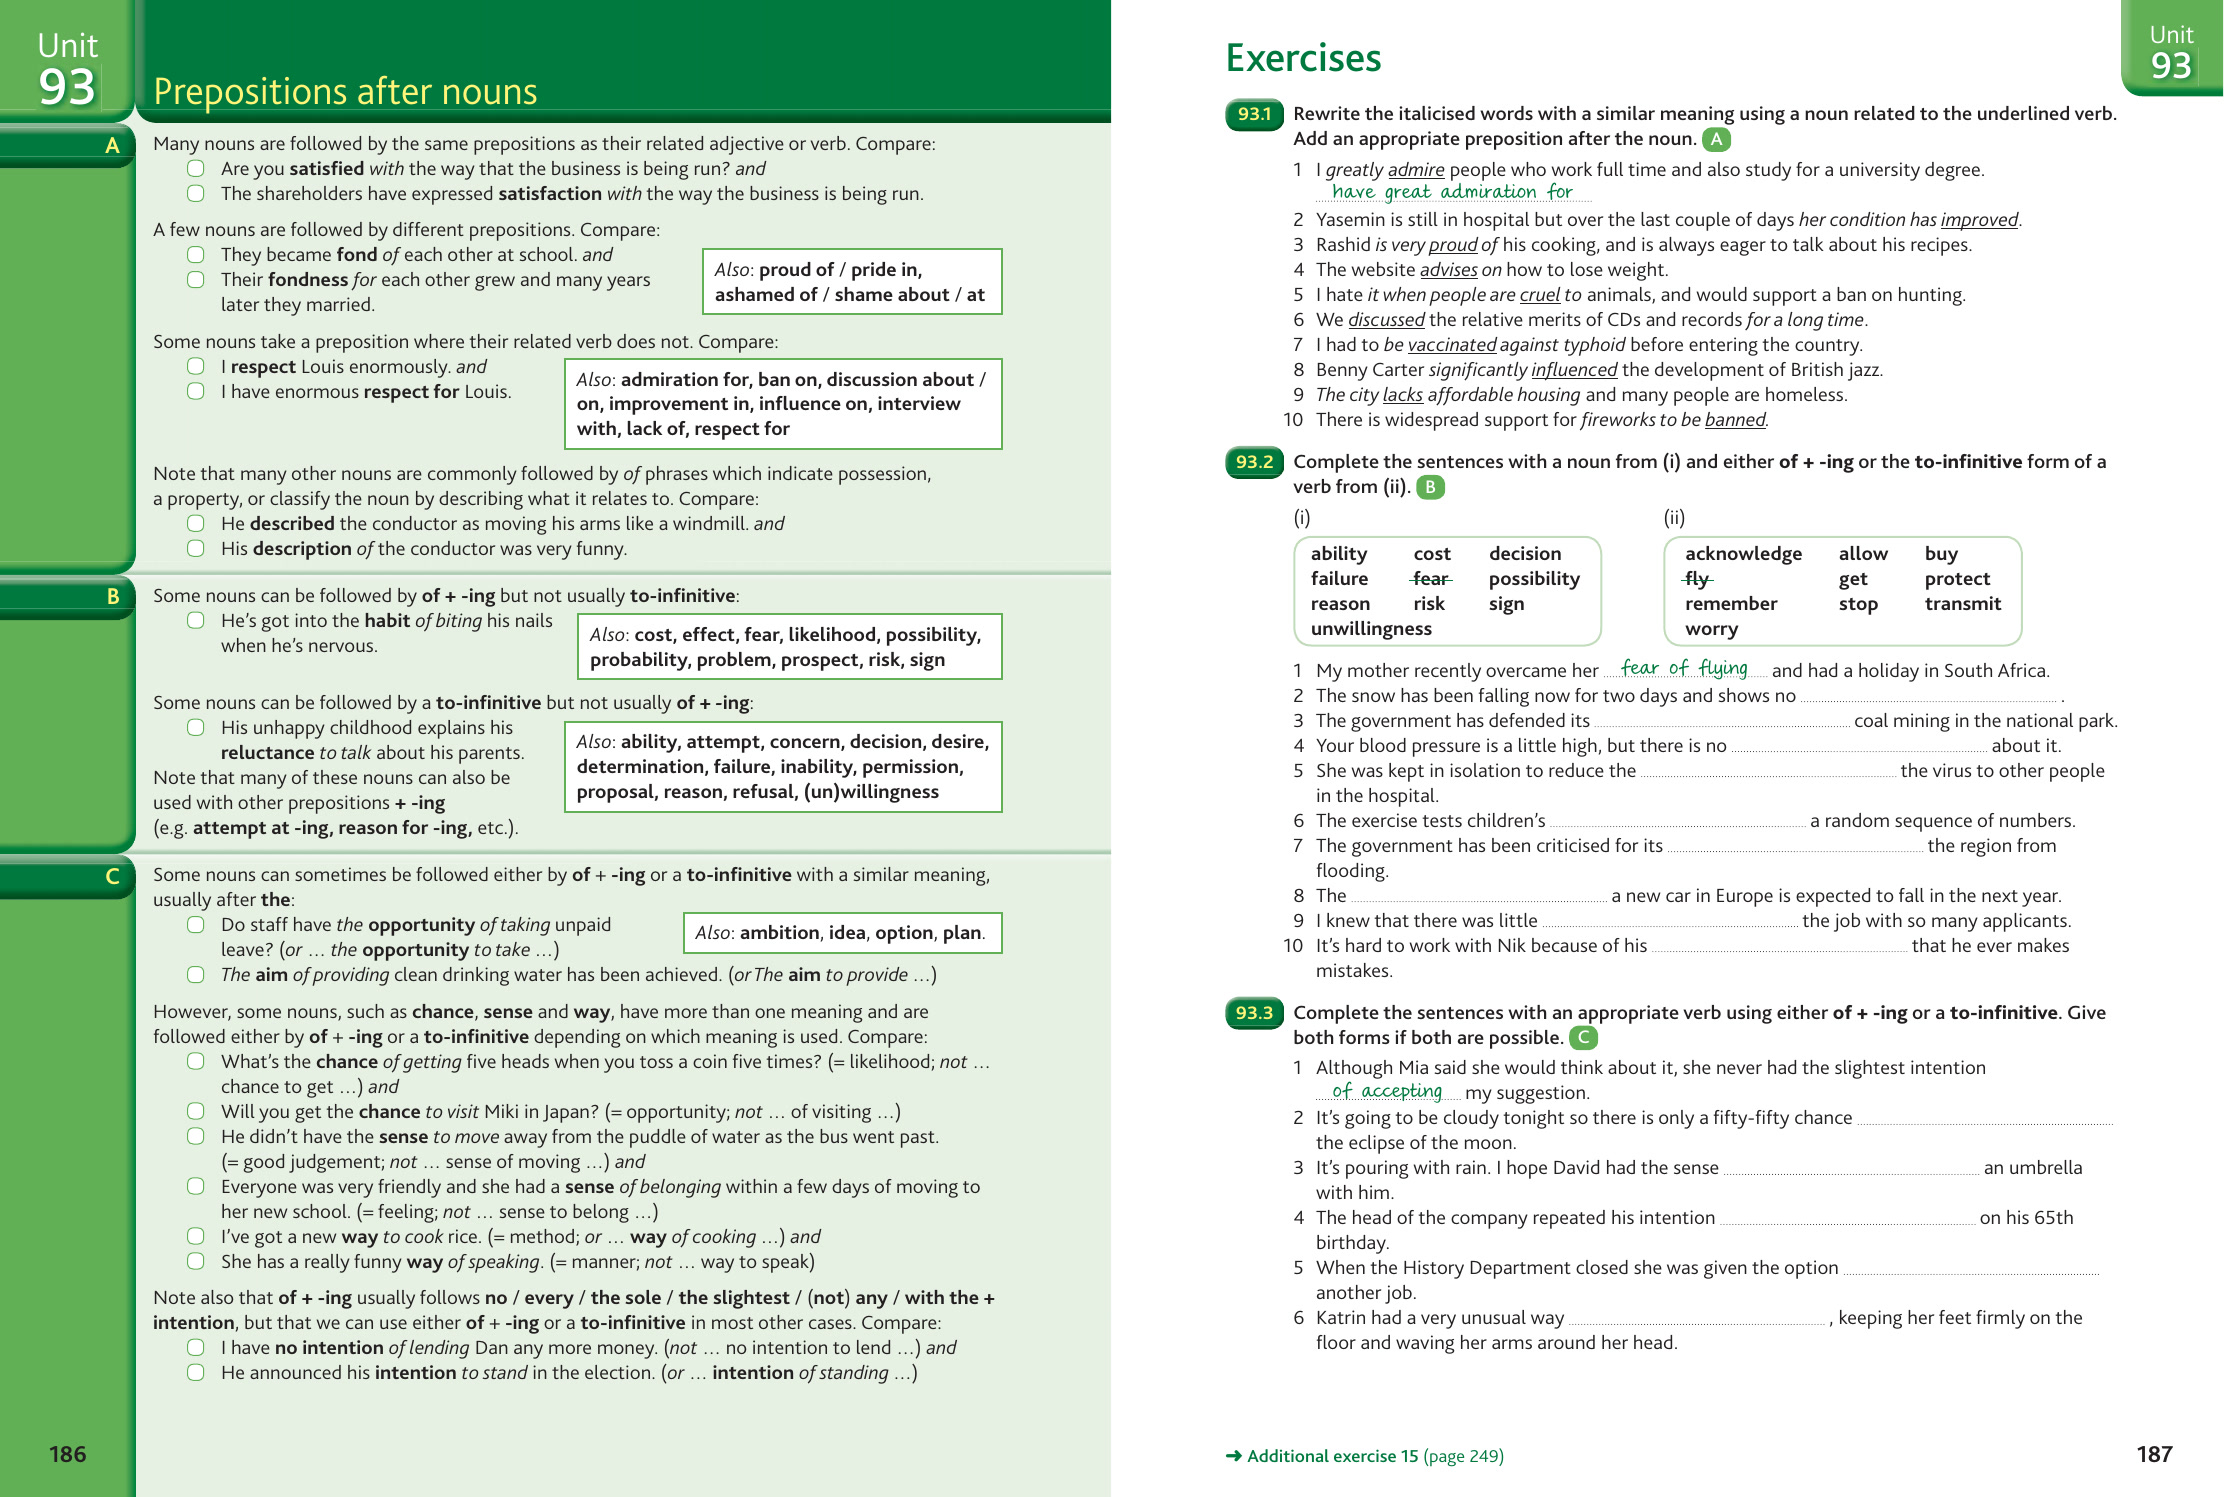 Unit
93
Prepositions after nouns
A
Many nouns are followed by the same prepositions as their related adjective or verb. Compare:
Are you satisfied with the way that the business is being run? and
The shareholders have expressed satisfaction with the way the business is being run.
A few nouns are followed by different prepositions. Compare:
They became fond of each other at school. and
Their fondness for each other grew and many years
later they married.
Also: proud of / pride in,
ashamed of / shame about / at
Some nouns take a preposition where their related verb does not. Compare:
I respect Louis enormously. and
I have enormous respect for Louis.
Also: admiration for, ban on, discussion about /
on, improvement in, influence on, interview
with, lack of, respect for
Note that many other nouns are commonly followed by of phrases which indicate possession,
a property, or classify the noun by describing what it relates to. Compare:
He described the conductor as moving his arms like a windmill. and
His description of the conductor was very funny.
B
Some nouns can be followed by of + -ing but not usually to-infinitive:
He's got into the habit of biting his nails
when he's nervous.
Also: cost, effect, fear, likelihood, possibility,
probability, problem, prospect, risk, sign
Some nouns can be followed by a to-infinitive but not usually of + -ing:
His unhappy childhood explains his
reluctance to talk about his parents.
Note that many of these nouns can also be
used with other prepositions + -ing
(e.g. attempt at -ing, reason for -ing, etc.).
Also: ability, attempt, concern, decision, desire,
determination, failure, inability, permission,
proposal, reason, refusal, (un)willingness
C
Some nouns can sometimes be followed either by of + -ing or a to-infinitive with a similar meaning,
usually after the:
Do staff have the opportunity of taking unpaid
leave? (or … the opportunity to take …)
Also: ambition, idea, option, plan.
The aim of providing clean drinking water has been achieved. (or The aim to provide …)
However, some nouns, such as chance, sense and way, have more than one meaning and are
followed either by of + -ing or a to-infinitive depending on which meaning is used. Compare:
What's the chance of getting five heads when you toss a coin five times? (= likelihood; not …
chance to get …) and
Will you get the chance to visit Miki in Japan? (= opportunity; not … of visiting …)
He didn't have the sense to move away from the puddle of water as the bus went past.
(= good judgement; not … sense of moving …) and
Everyone was very friendly and she had a sense of belonging within a few days of moving to
her new school. (= feeling; not … sense to belong …)
I've got a new way to cook rice. (= method; or … way of cooking …) and
She has a really funny way of speaking. (= manner; not … way to speak)
Note also that of + -ing usually follows no / every / the sole / the slightest / (not) any / with the +
intention, but that we can use either of + -ing or a to-infinitive in most other cases. Compare:
I have no intention of lending Dan any more money. (not … no intention to lend …) and
He announced his intention to stand in the election. (or … intention of standing …)
186
Exercises
Unit
93
93.1 Rewrite the italicised words with a similar meaning using a noun related to the underlined verb.
Add an appropriate preposition after the noun. A
1 I greatly admire people who work full time and also study for a university degree.
have great admiration for
2 Yasemin is still in hospital but over the last couple of days her condition has improved.
3 Rashid is very proud of his cooking, and is always eager to talk about his recipes.
4 The website advises on how to lose weight.
5 I hate it when people are cruel to animals, and would support a ban on hunting.
6 We discussed the relative merits of CDs and records for a long time.
7 I had to be vaccinated against typhoid before entering the country.
8 Benny Carter significantly influenced the development of British jazz.
9 The city lacks affordable housing and many people are homeless.
10 There is widespread support for fireworks to be banned.
93.2 Complete the sentences with a noun from (i) and either of + -ing or the to-infinitive form of a
verb from (ii). B
(i)
ability cost decision
failure fear possibility
reason risk sign
unwillingness
(ii)
acknowledge allow buy
fly get protect
remember stop transmit
worry
1 My mother recently overcame her fear of flying and had a holiday in South Africa.
2 The snow has been falling now for two days and shows no .
3 The government has defended its coal mining in the national park.
4 Your blood pressure is a little high, but there is no about it.
5 She was kept in isolation to reduce the the virus to other people
in the hospital.
6 The exercise tests children's a random sequence of numbers.
7 The government has been criticised for its the region from
flooding.
8 The a new car in Europe is expected to fall in the next year.
9 I knew that there was little the job with so many applicants.
10 It's hard to work with Nik because of his that he ever makes
mistakes.
93.3 Complete the sentences with an appropriate verb using either of + -ing or a to-infinitive. Give
both forms if both are possible. C
1 Although Mia said she would think about it, she never had the slightest intention
of accepting my suggestion.
2 It's going to be cloudy tonight so there is only a fifty-fifty chance
the eclipse of the moon.
3 It's pouring with rain. I hope David had the sense an umbrella
with him.
4 The head of the company repeated his intention on his 65th
birthday.
5 When the History Department closed she was given the option
another job.
6 Katrin had a very unusual way , keeping her feet firmly on the
floor and waving her arms around her head.
➜ Additional exercise 15 (page 249)
187